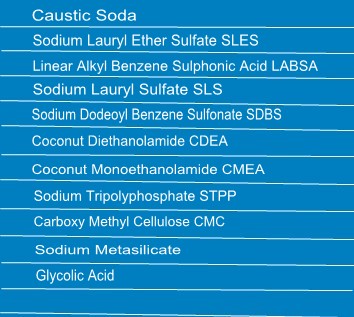 Caustic Soda
Sodium Lauryl Ether Sulfate SLES
Linear Alkyl Benzene Sulphonic Acid LABSA
Sodium Lauryl Sulfate SLS
Sodium Dodeoyl Benzene Sulfonate SDBS
Coconut Diethanolamide CDEA
Coconut Monoethanolamide CMEA
Sodium Tripolyphosphate STPP
Carboxy Methyl Cellulose CMC
Sodium Metasilicate
Glycolic Acid